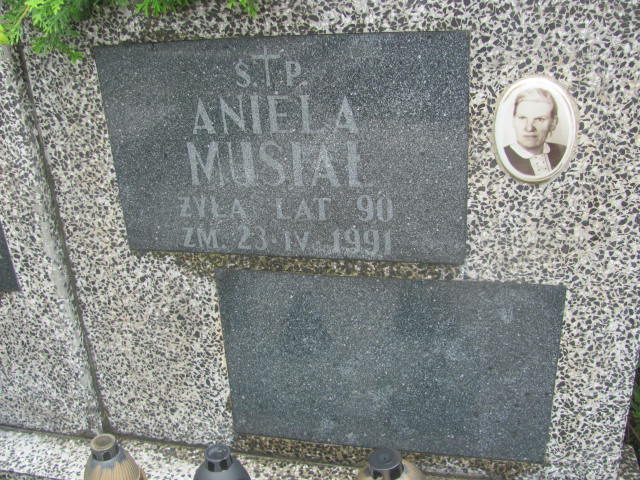 Ś.†P.
ANIELA
MUSIAŁ
ŻYŁA LAT 90
ZM. 23·IV·1991